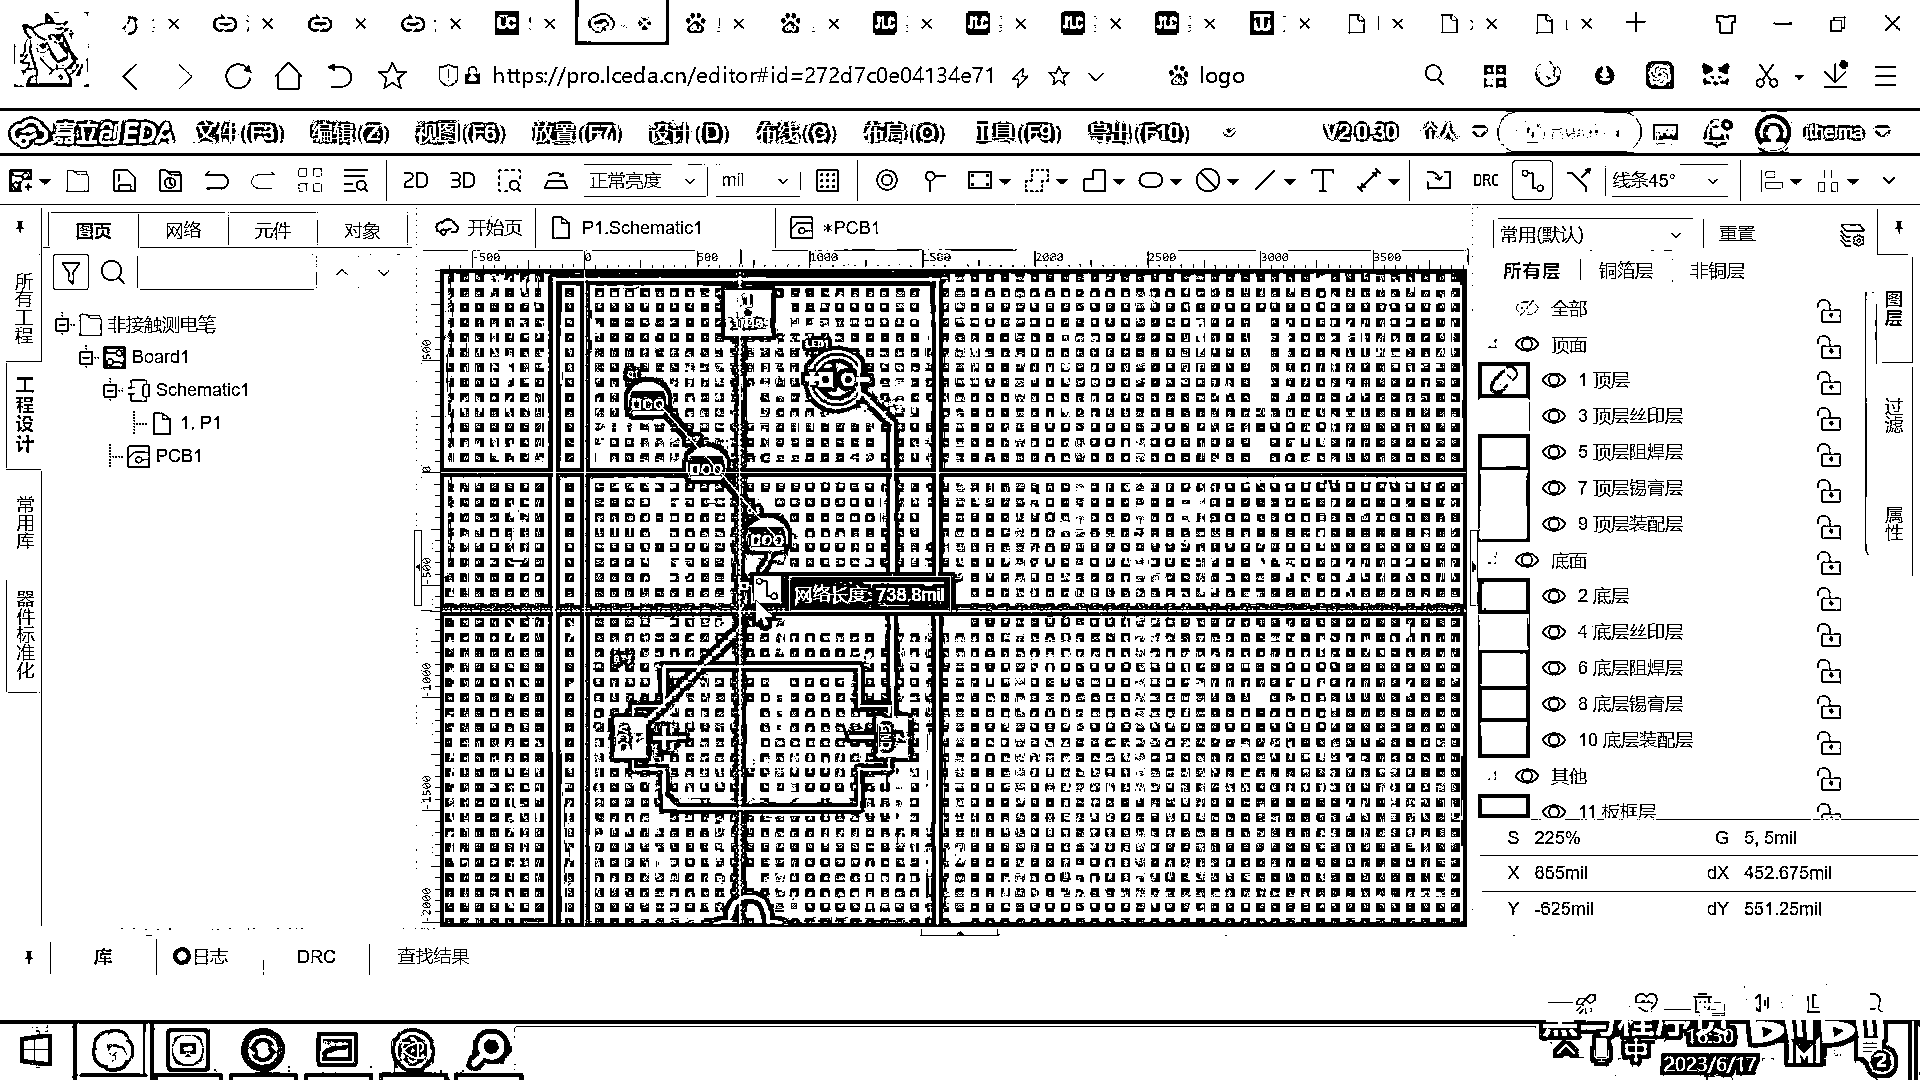 https://pro.lceda.cn/editor#id=272d7c0e04134e71
logo
嘉立创EDA 文件(F3) 编辑(Z) 视图(F6) 放置(F7) 设计(D) 布线(G) 布局(O) 工具(F9) 导出(F10) V2.0.30 个人 itheima
2D 3D 正常亮度 mil DRC 线条45°
图页 网络 元件 对象
开始页 P1.Schematic1 *PCB1
常用(默认) 重置
所有层 铜箔层 非铜层
所有工程
工程设计
常用库
器件标准化
非接触测电笔
Board1
Schematic1
1. P1
PCB1
-500 0 500 1000 1500 2000 2500 3000 3500
500
0
-500
-1000
-1500
-2000
网络长度: 738.8mil
全部
顶面
1 顶层
3 顶层丝印层
5 顶层阻焊层
7 顶层锡膏层
9 顶层装配层
底面
2 底层
4 底层丝印层
6 底层阻焊层
8 底层锡膏层
10 底层装配层
其他
11 板框层
图层
过滤
属性
S 225% G 5, 5mil
X 855mil dX 452.675mil
Y -625mil dY 551.25mil
库 日志 DRC 查找结果
中 16:30
2023/6/17
2